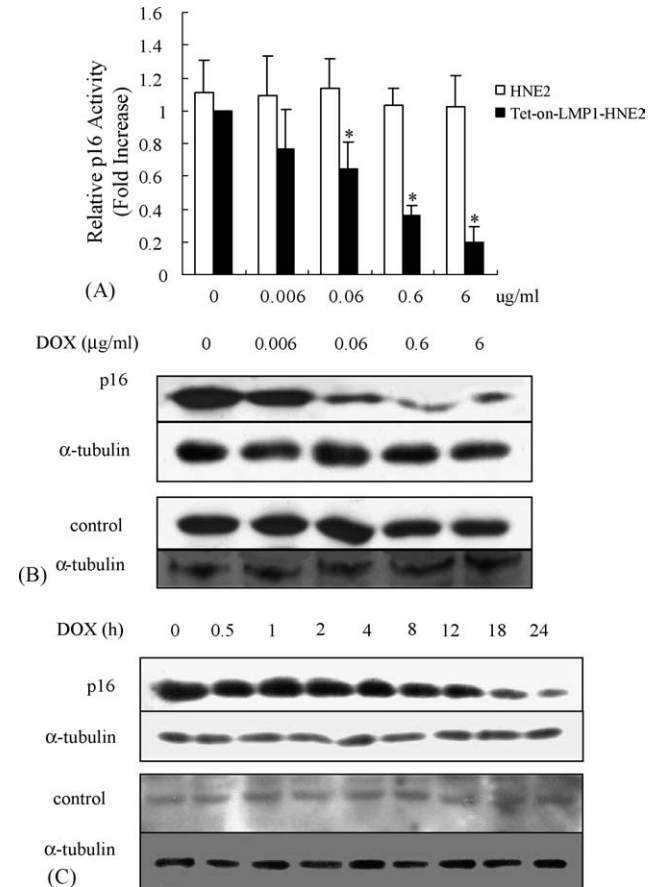 1.6
1.4
1.2
1
0.8
0.6
0.4
0.2
0
Relative p16 Activity
(Fold Increase)
HNE2
Tet-on-LMP1-HNE2
* * *
0 0.006 0.06 0.6 6 ug/ml
(A)
DOX (µg/ml) 0 0.006 0.06 0.6 6
p16
α-tubulin
control
α-tubulin
(B)
DOX (h) 0 0.5 1 2 4 8 12 18 24
p16
α-tubulin
control
α-tubulin
(C)